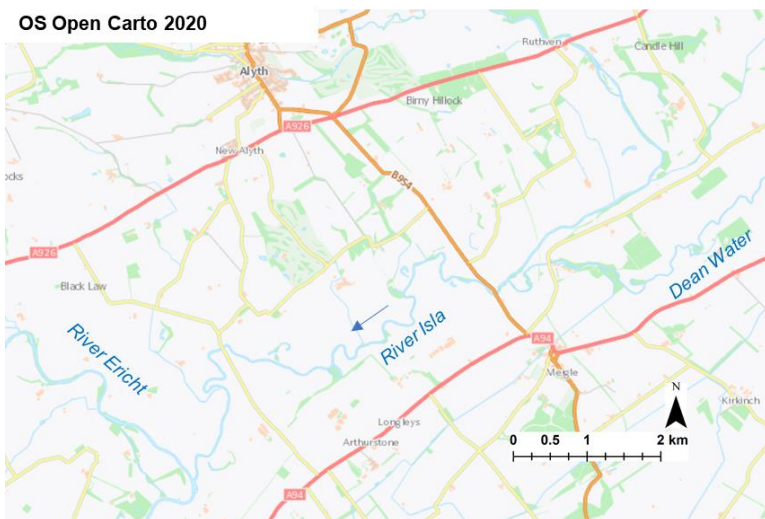 OS Open Carto 2020
Ruthven
Candle Hill
Alyth
Birny Hillock
A926
New Alyth
ocks
B954
A926
Dean Water
Black Law
River Isla
River Ericht
A94
Meigle
N
Kirkinch
Longleys
0 0.5 1 2 km
Arthurstone
A94